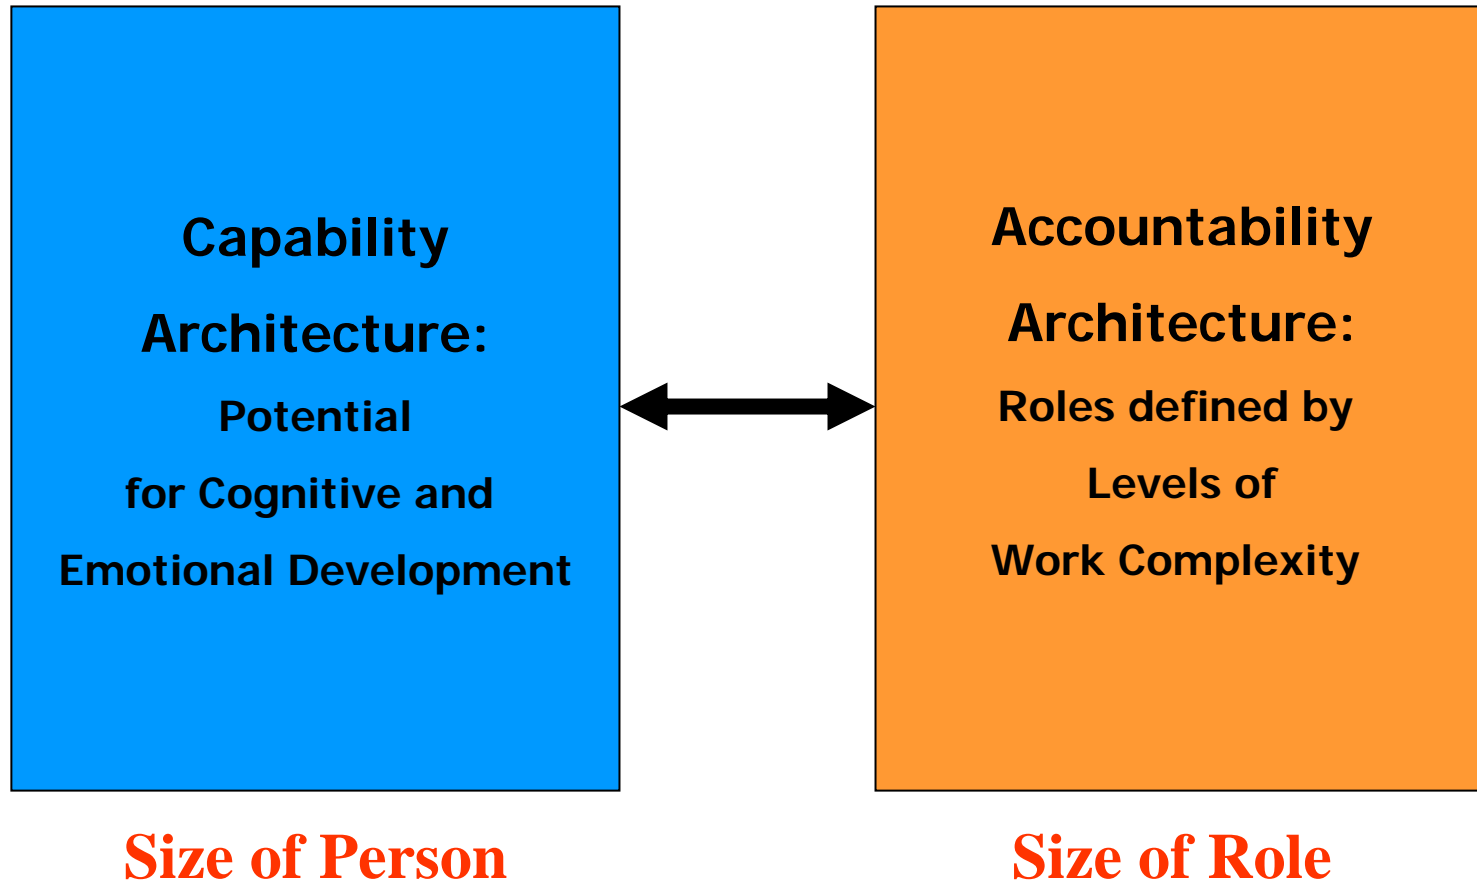 Capability
Architecture:
Potential
for Cognitive and
Emotional Development
Accountability
Architecture:
Roles defined by
Levels of
Work Complexity
Size of Person
Size of Role